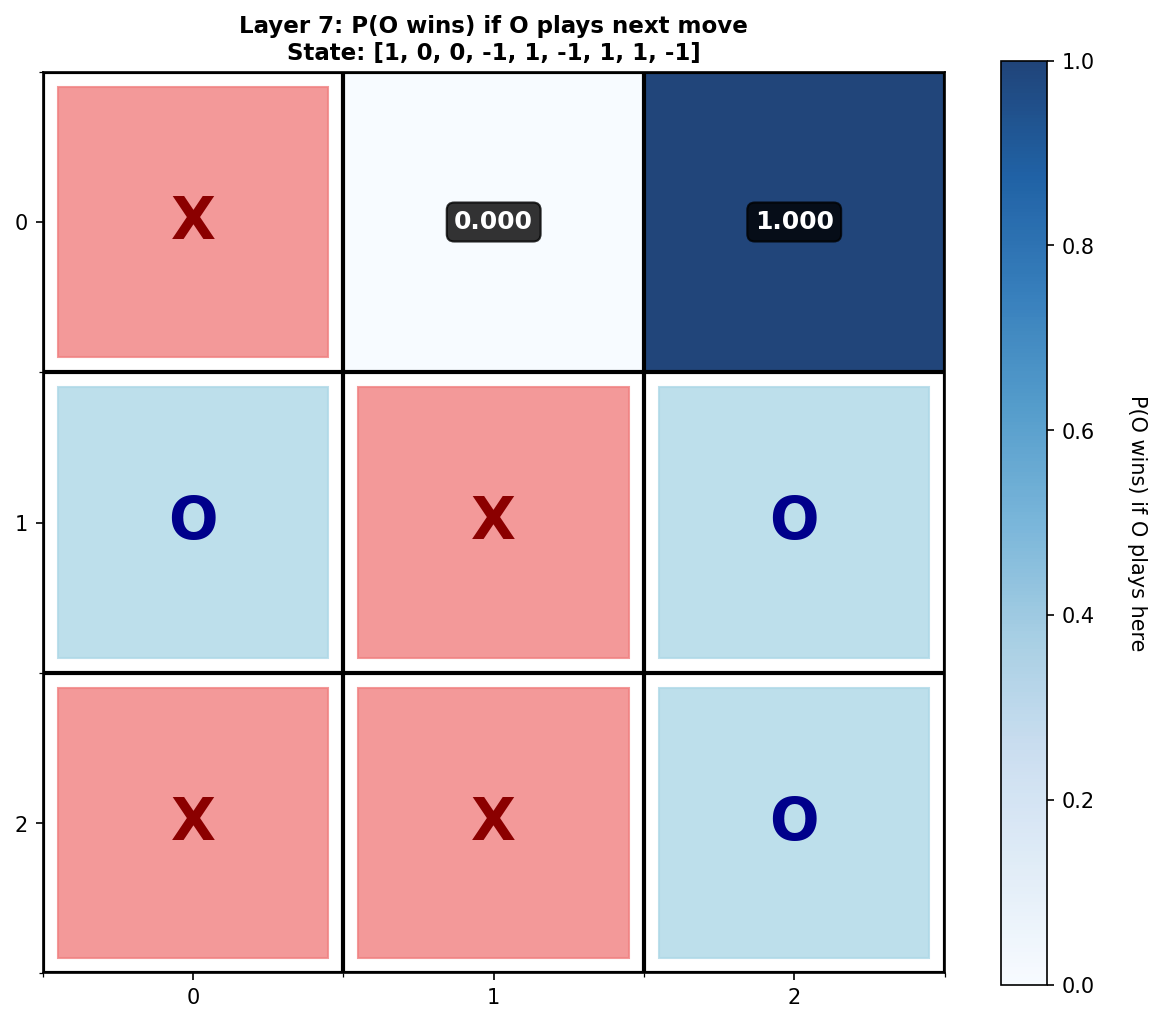 Layer 7: P(O wins) if O plays next move
State: [1, 0, 0, -1, 1, -1, 1, 1, -1]
X
0.000
1.000
O
X
O
X
X
O
0
1
2
0
1
2
1.0
0.8
0.6
0.4
0.2
0.0
P(O wins) if O plays here